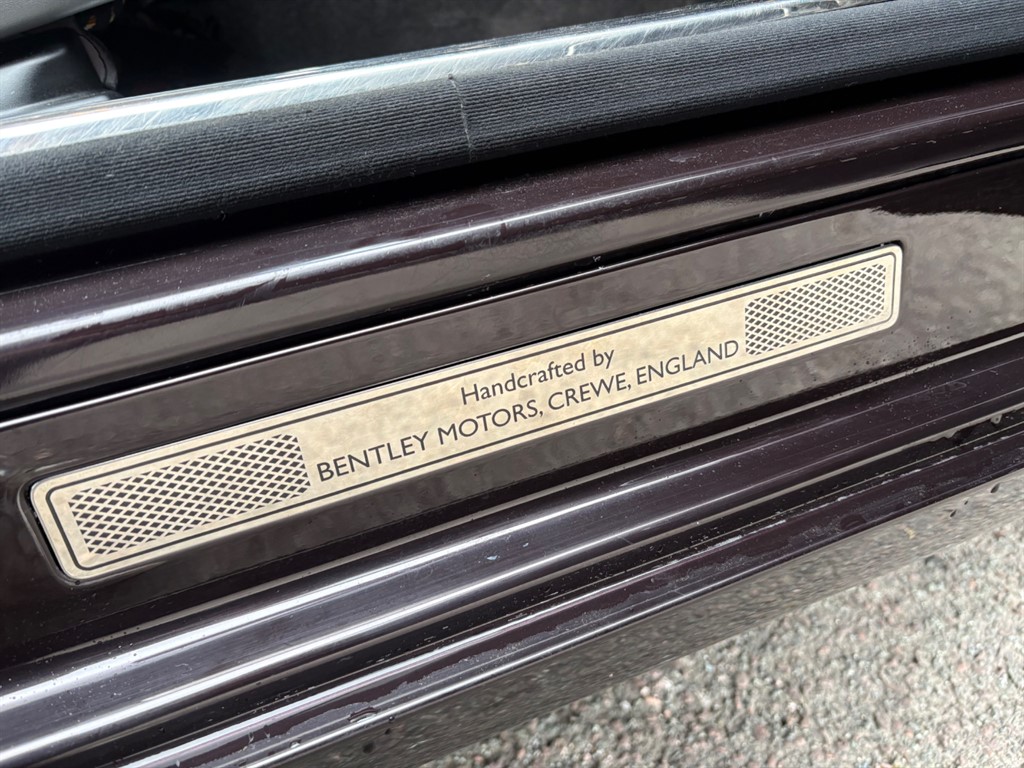 Handcrafted by
BENTLEY MOTORS, CREWE, ENGLAND